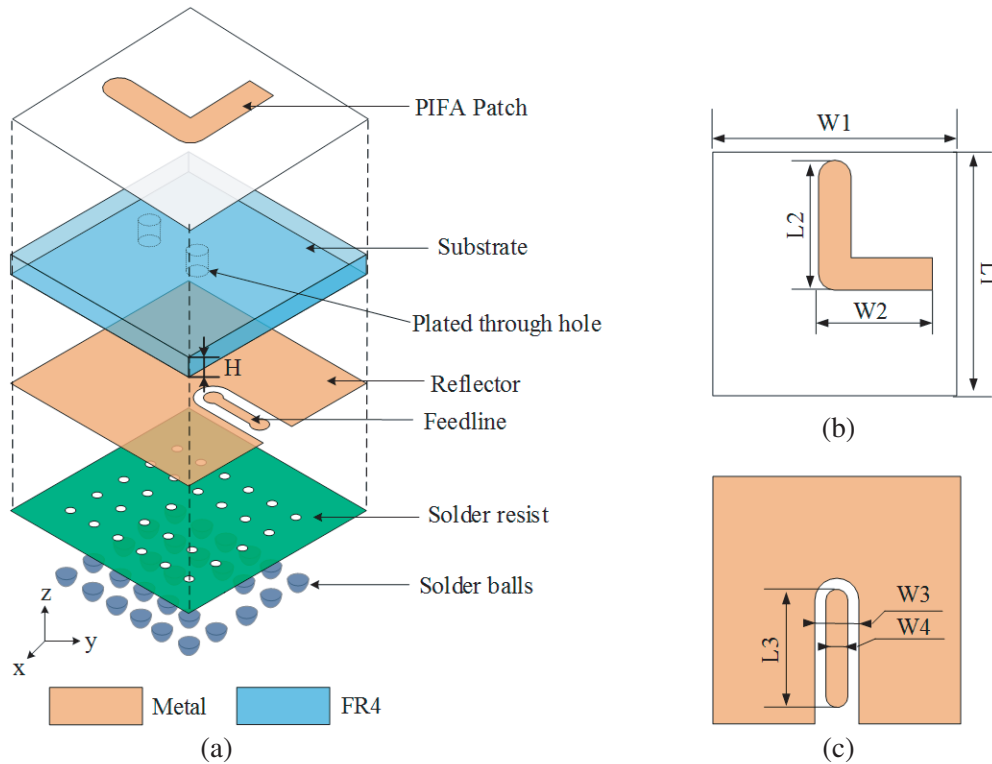 PIFA Patch
Substrate
Plated through hole
H
Reflector
Feedline
Solder resist
Solder balls
z
y
x
Metal
FR4
(a)
W1
L2
L1
W2
(b)
W3
W4
L3
(c)